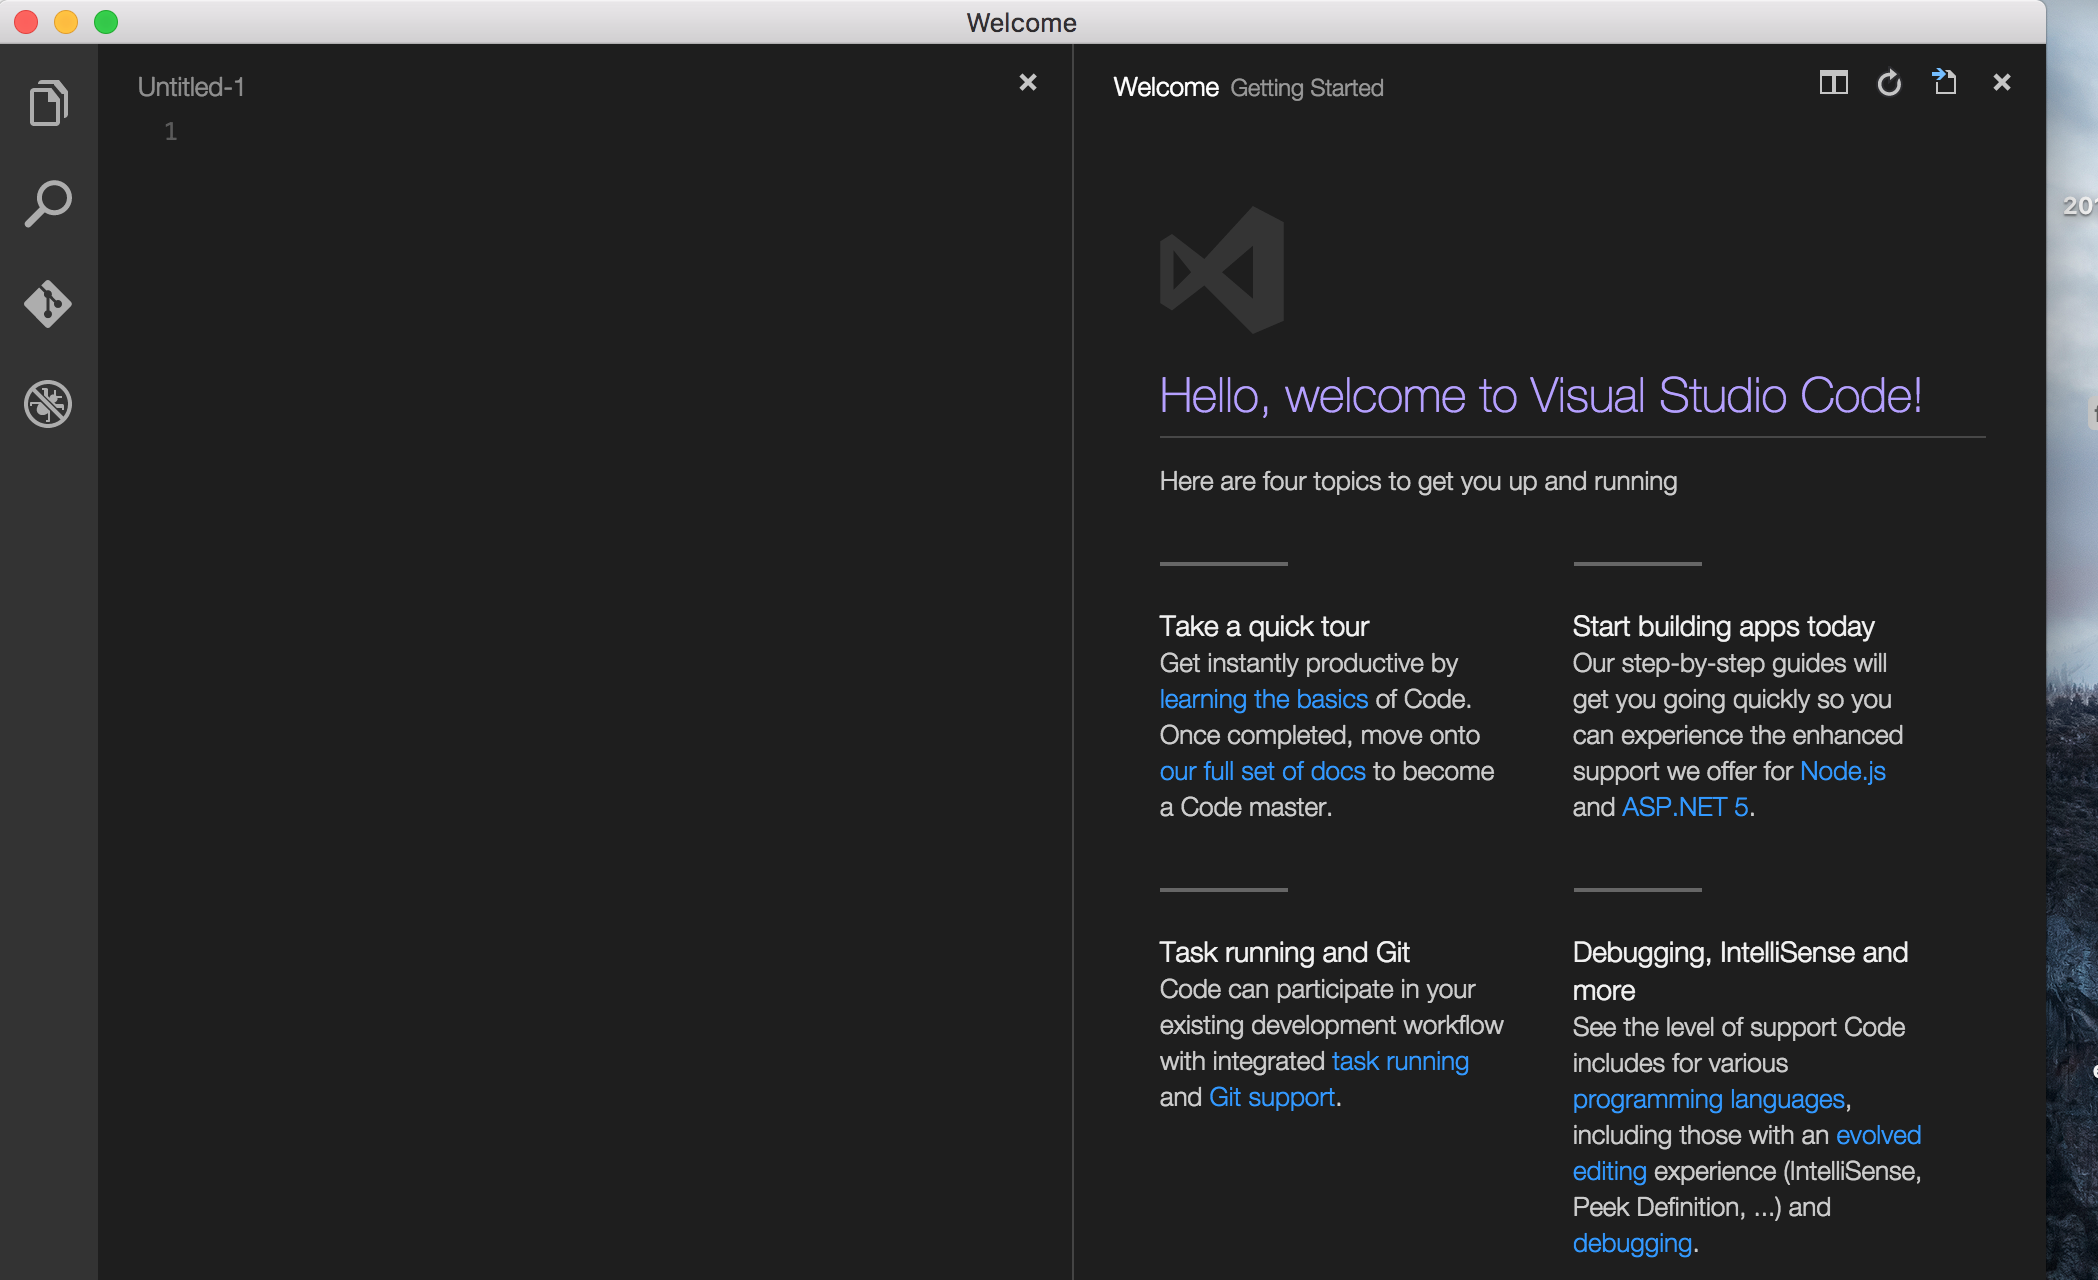 Welcome
Untitled-1
1
Welcome Getting Started
Hello, welcome to Visual Studio Code!
Here are four topics to get you up and running
Take a quick tour
Get instantly productive by
learning the basics of Code.
Once completed, move onto
our full set of docs to become
a Code master.
Start building apps today
Our step-by-step guides will
get you going quickly so you
can experience the enhanced
support we offer for Node.js
and ASP.NET 5.
Task running and Git
Code can participate in your
existing development workflow
with integrated task running
and Git support.
Debugging, IntelliSense and
more
See the level of support Code
includes for various
programming languages,
including those with an evolved
editing experience (IntelliSense,
Peek Definition, ...) and
debugging.